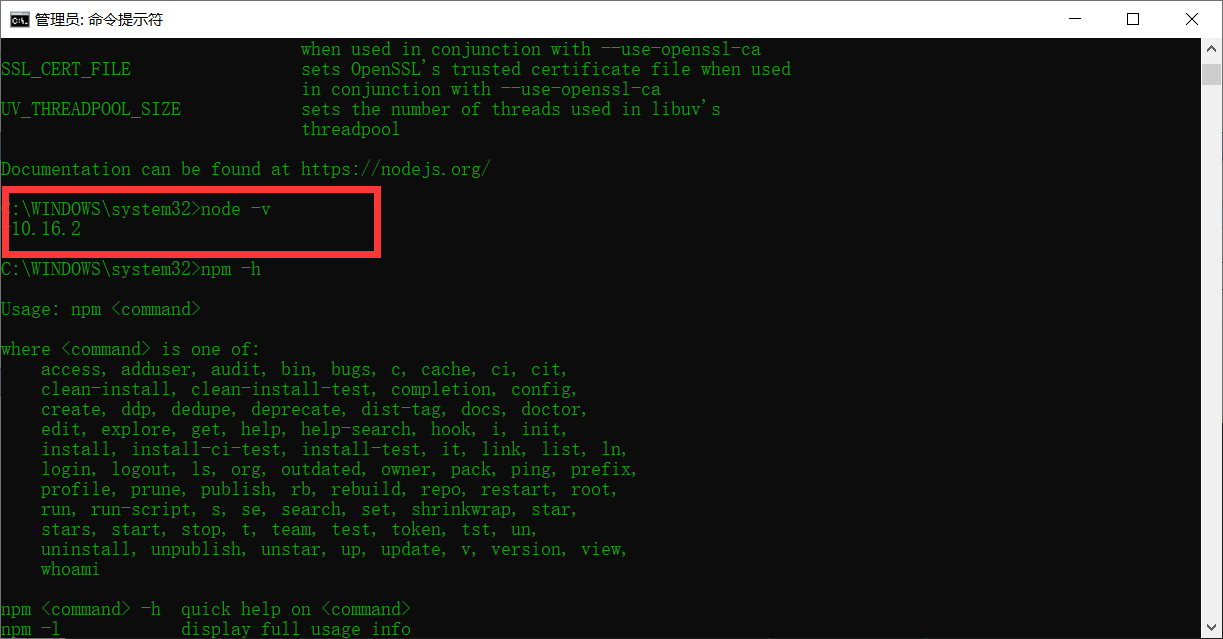 管理员: 命令提示符
when used in conjunction with --use-openssl-ca
SSL_CERT_FILE sets OpenSSL's trusted certificate file when used
in conjunction with --use-openssl-ca
UV_THREADPOOL_SIZE sets the number of threads used in libuv's
threadpool
Documentation can be found at https://nodejs.org/
:\WINDOWS\system32>node -v
10.16.2
C:\WINDOWS\system32>npm -h
Usage: npm <command>
where <command> is one of:
access, adduser, audit, bin, bugs, c, cache, ci, cit,
clean-install, clean-install-test, completion, config,
create, ddp, dedupe, deprecate, dist-tag, docs, doctor,
edit, explore, get, help, help-search, hook, i, init,
install, install-ci-test, install-test, it, link, list, ln,
login, logout, ls, org, outdated, owner, pack, ping, prefix,
profile, prune, publish, rb, rebuild, repo, restart, root,
run, run-script, s, se, search, set, shrinkwrap, star,
stars, start, stop, t, team, test, token, tst, un,
uninstall, unpublish, unstar, up, update, v, version, view,
whoami
npm <command> -h quick help on <command>
npm -l display full usage info